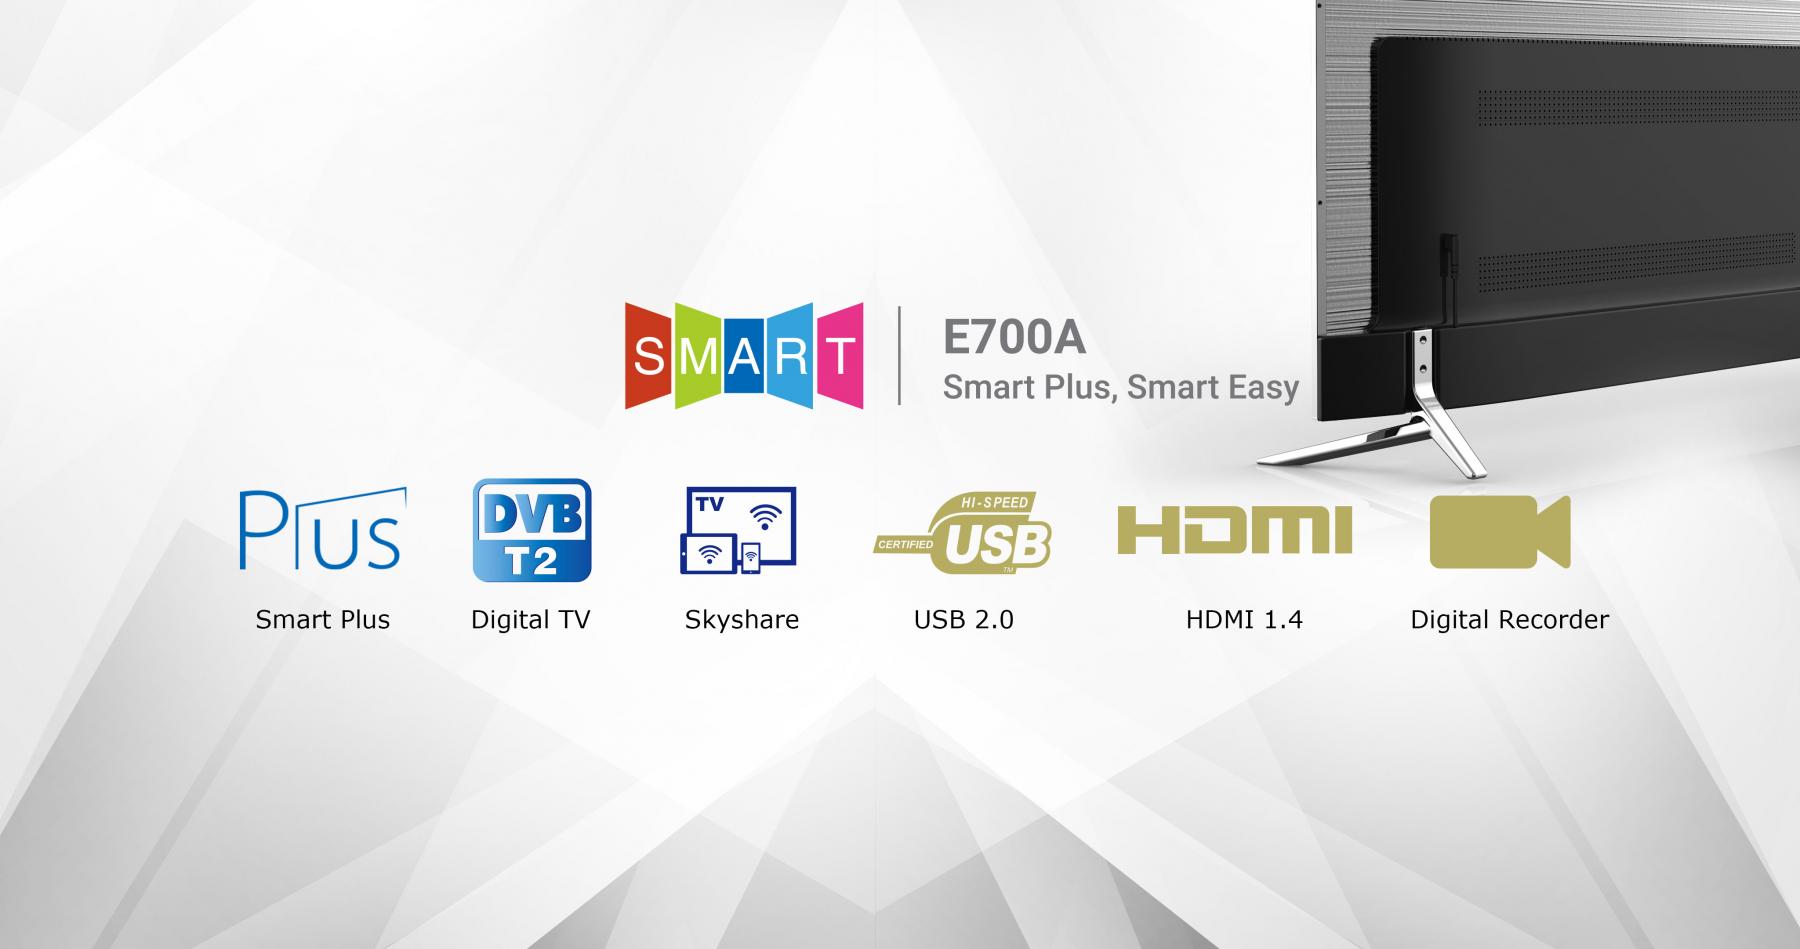 SMART
E700A
Smart Plus, Smart Easy
Plus
DVB
T2
TV
HI-SPEED
CERTIFIED
USB
TM
HDMI
Smart Plus
Digital TV
Skyshare
USB 2.0
HDMI 1.4
Digital Recorder